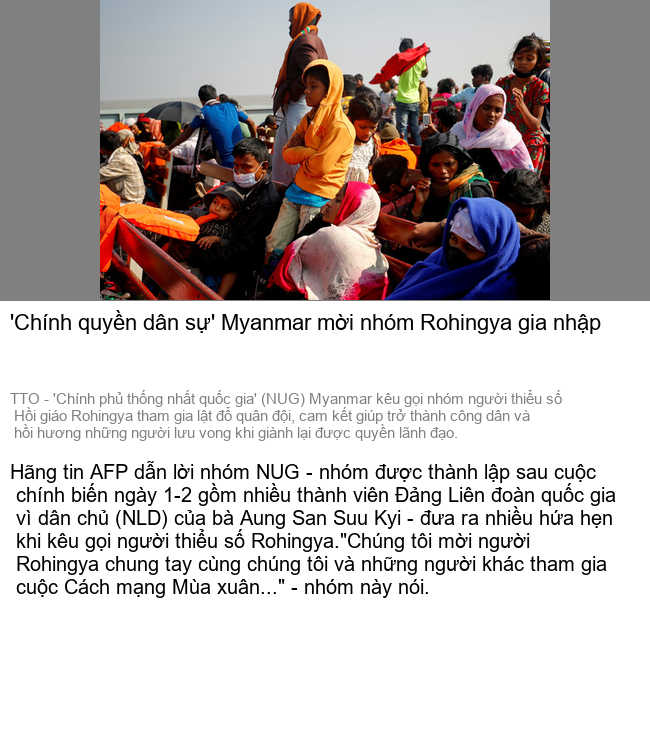 'Chính quyền dân sự' Myanmar mời nhóm Rohingya gia nhập
TTO - 'Chính phủ thống nhất quốc gia' (NUG) Myanmar kêu gọi nhóm người thiểu số
Hồi giáo Rohingya tham gia lật đổ quân đội, cam kết giúp trở thành công dân và
hồi hương những người lưu vong khi giành lại được quyền lãnh đạo.
Hãng tin AFP dẫn lời nhóm NUG - nhóm được thành lập sau cuộc
chính biến ngày 1-2 gồm nhiều thành viên Đảng Liên đoàn quốc gia
vì dân chủ (NLD) của bà Aung San Suu Kyi - đưa ra nhiều hứa hẹn
khi kêu gọi người thiểu số Rohingya."Chúng tôi mời người
Rohingya chung tay cùng chúng tôi và những người khác tham gia
cuộc Cách mạng Mùa xuân..." - nhóm này nói.